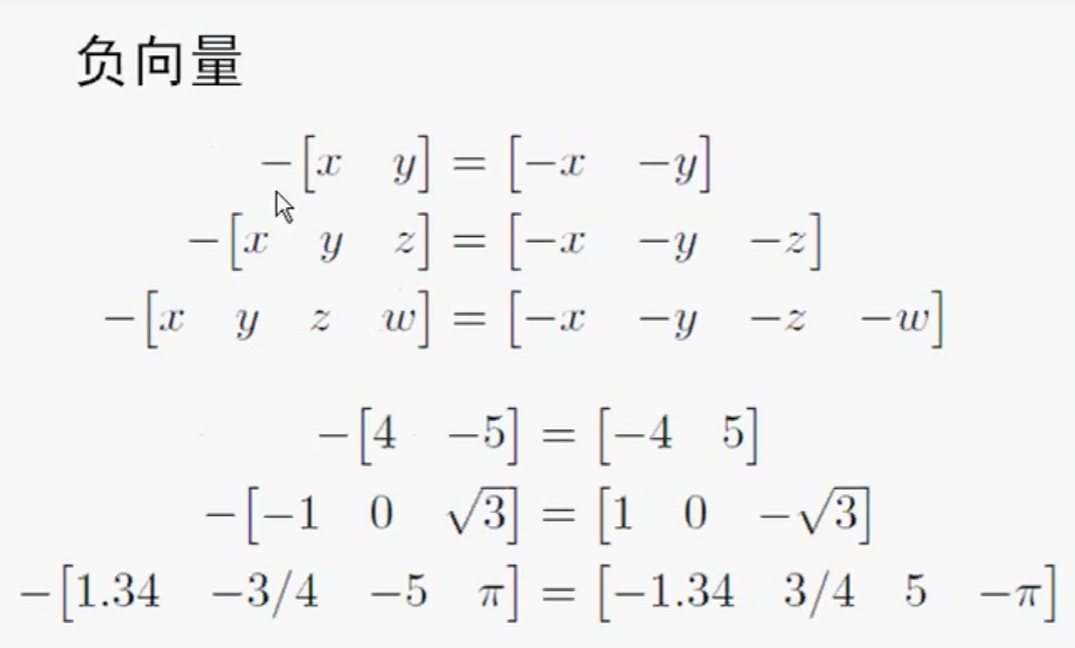 负向量
−[x y] = [−x −y]
−[x y z] = [−x −y −z]
−[x y z w] = [−x −y −z −w]
−[4 −5] = [−4 5]
−[−1 0 √3] = [1 0 −√3]
−[1.34 −3/4 −5 π] = [−1.34 3/4 5 −π]